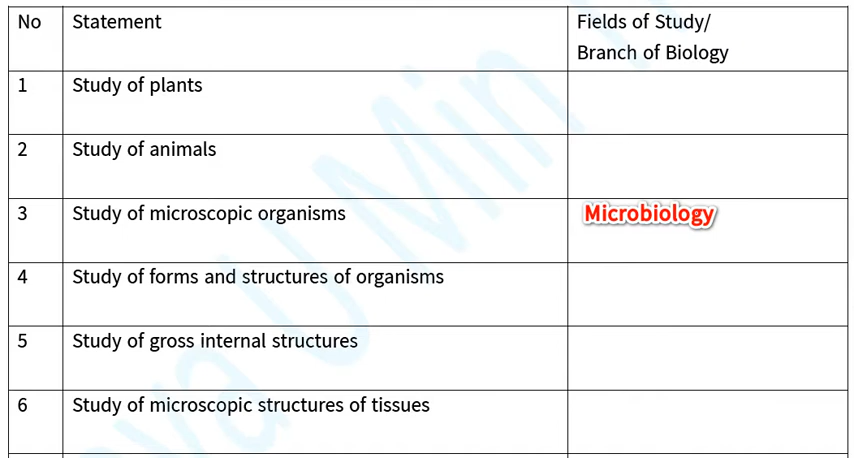 No Statement Fields of Study/
Branch of Biology
1 Study of plants
2 Study of animals
3 Study of microscopic organisms Microbiology
4 Study of forms and structures of organisms
5 Study of gross internal structures
6 Study of microscopic structures of tissues
U Min